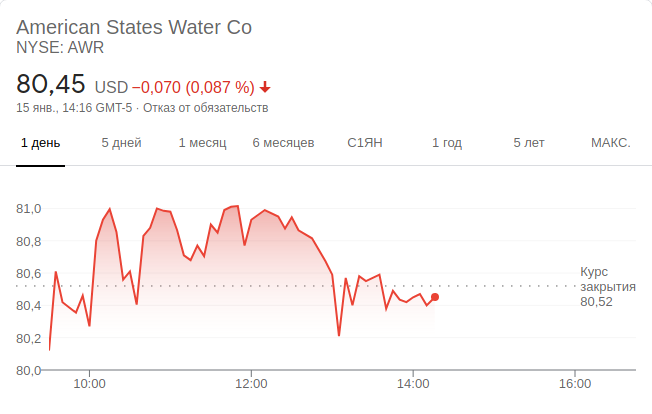 American States Water Co
NYSE: AWR
80,45 USD −0,070 (0,087 %)
15 янв., 14:16 GMT-5 · Отказ от обязательств
1 день 5 дней 1 месяц 6 месяцев С1ЯН 1 год 5 лет МАКС.
81,0
80,8
80,6
80,4
80,2
80,0
Курс
закрытия
80,52
10:00 12:00 14:00 16:00